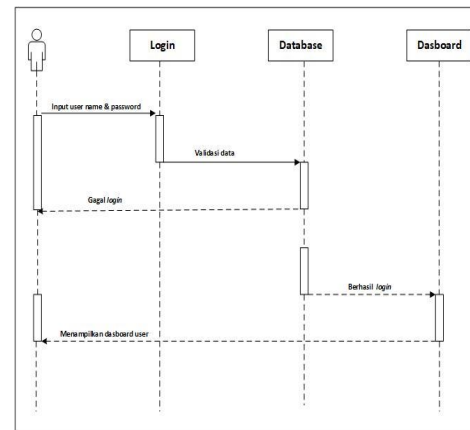 Login
Database
Dasboard
Input user name & password
Validasi data
Gagal login
Berhasil login
Menampilkan dasboard user